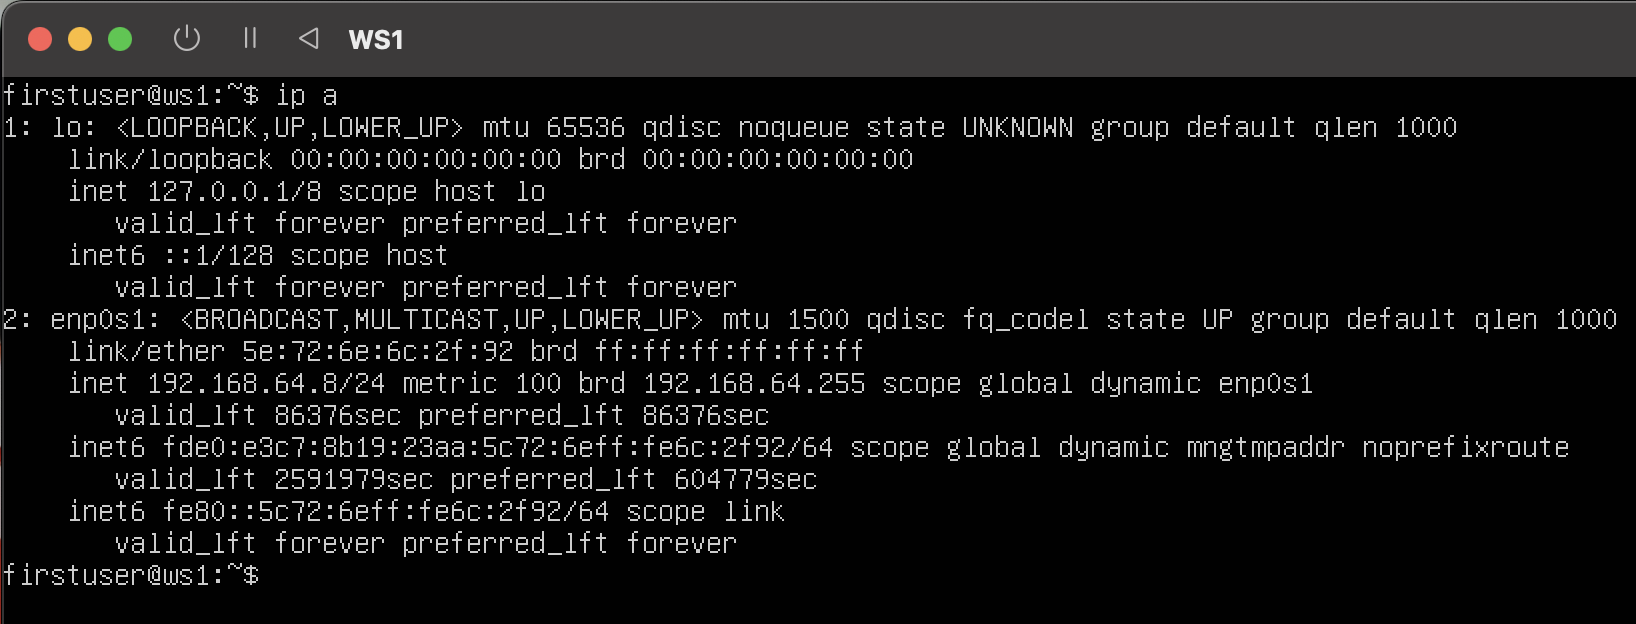 WS1
firstuser@ws1:~$ ip a
1: lo: <LOOPBACK,UP,LOWER_UP> mtu 65536 qdisc noqueue state UNKNOWN group default qlen 1000
    link/loopback 00:00:00:00:00:00 brd 00:00:00:00:00:00
    inet 127.0.0.1/8 scope host lo
       valid_lft forever preferred_lft forever
    inet6 ::1/128 scope host
       valid_lft forever preferred_lft forever
2: enp0s1: <BROADCAST,MULTICAST,UP,LOWER_UP> mtu 1500 qdisc fq_codel state UP group default qlen 1000
    link/ether 5e:72:6e:6c:2f:92 brd ff:ff:ff:ff:ff:ff
    inet 192.168.64.8/24 metric 100 brd 192.168.64.255 scope global dynamic enp0s1
       valid_lft 86376sec preferred_lft 86376sec
    inet6 fde0:e3c7:8b19:23aa:5c72:6eff:fe6c:2f92/64 scope global dynamic mngtmpaddr noprefixroute
       valid_lft 2591979sec preferred_lft 604779sec
    inet6 fe80::5c72:6eff:fe6c:2f92/64 scope link
       valid_lft forever preferred_lft forever
firstuser@ws1:~$